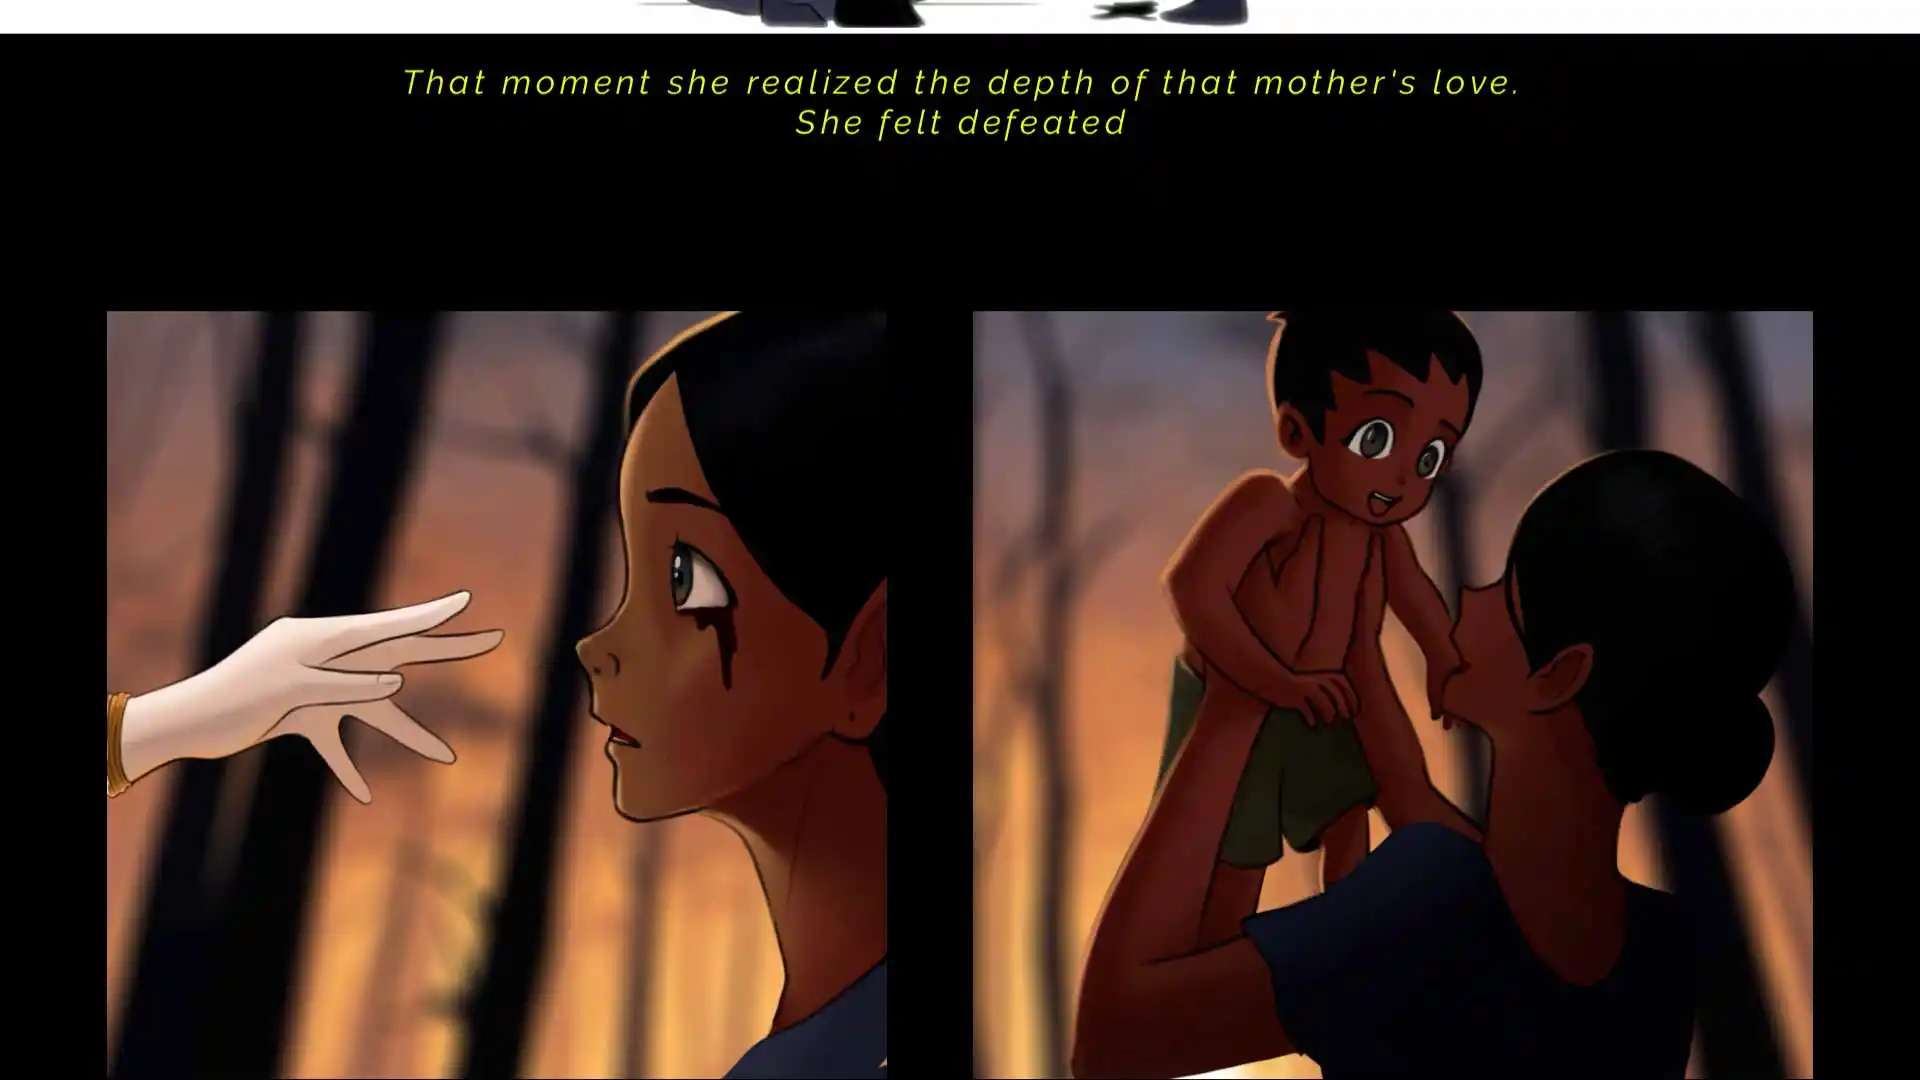 That moment she realized the depth of that mother's love.
She felt defeated